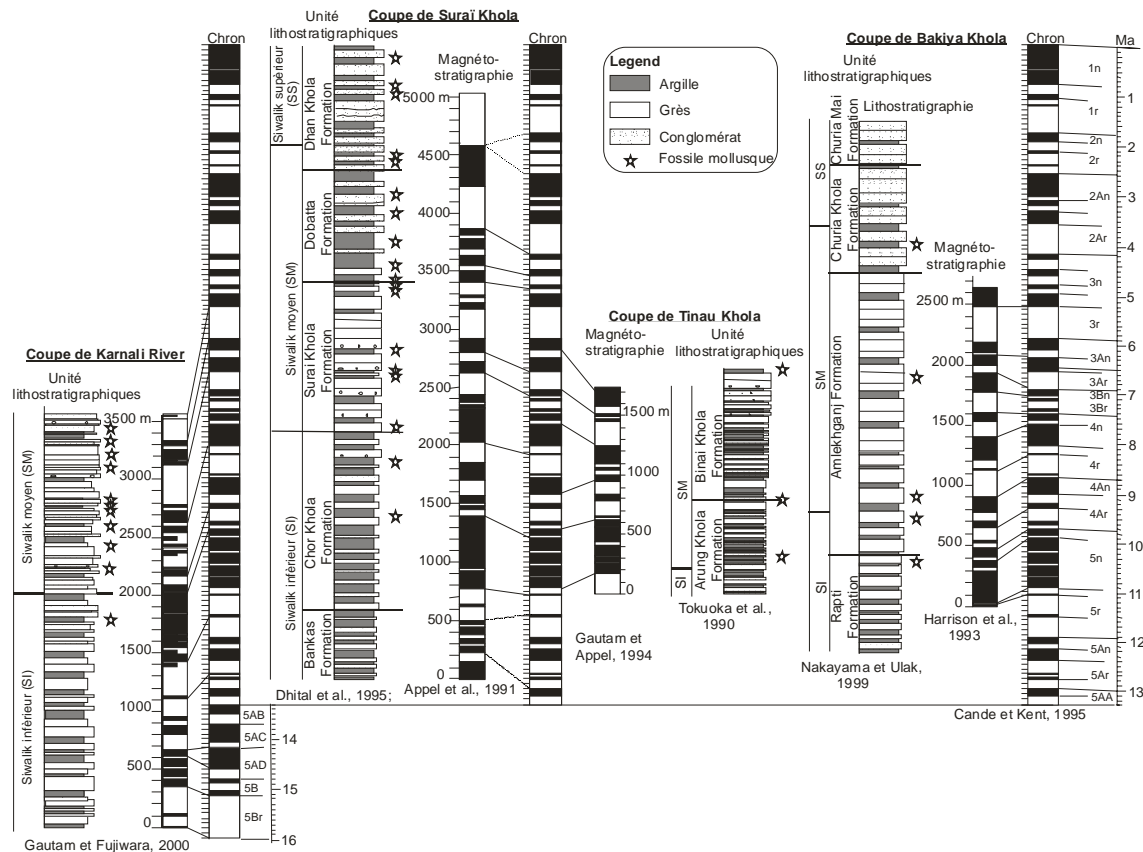 Coupe de Suraï Khola
Unité
lithostratigraphiques
Chron
Magnéto-
stratigraphie
5000 m
4500
4000
3500
3000
2500
2000
1500
1000
500
0
Siwalik supèrieur
(SS)
Siwalik moyen (SM)
Siwalik inférieur (SI)
Dhan Khola
Formation
Dobatta
Formation
Surai Khola
Formation
Chor Khola
Formation
Bankas
Formation
Dhital et al., 1995;
Appel et al., 1991
Legend
Argille
Grès
Conglomérat
Fossile mollusque
Coupe de Karnali River
Unité
lithostratigraphiques
Chron
3500 m
3000
2500
2000
1500
1000
500
0
Siwalik moyen (SM)
Siwalik inférieur (SI)
Gautam et Fujiwara, 2000
5AB
5AC
5AD
5B
5Br
14
15
16
Coupe de Tinau Khola
Magnéto-
stratigraphie
Unité
lithostratigraphiques
1500 m
1000
500
0
SM
SI
Binai Khola
Formation
Arung Khola
Formation
Gautam et
Appel, 1994
Tokuoka et al.,
1990
Coupe de Bakiya Khola
Unité
lithostratigraphiques
Lithostratigraphie
SS
SM
SI
Churia Mai
Formation
Churia Khola
Formation
Amlekhganj Formation
Rapti
Formation
Magnéto-
stratigraphie
2500 m
2000
1500
1000
500
0
Nakayama et Ulak,
1999
Harrison et al.,
1993
Chron
Ma
1n
1r
2n
2r
2An
2Ar
3n
3r
3An
3Ar
3Bn
3Br
4n
4r
4An
4Ar
5n
5r
5An
5Ar
5AA
1
2
3
4
5
6
7
8
9
10
11
12
13
Cande et Kent, 1995